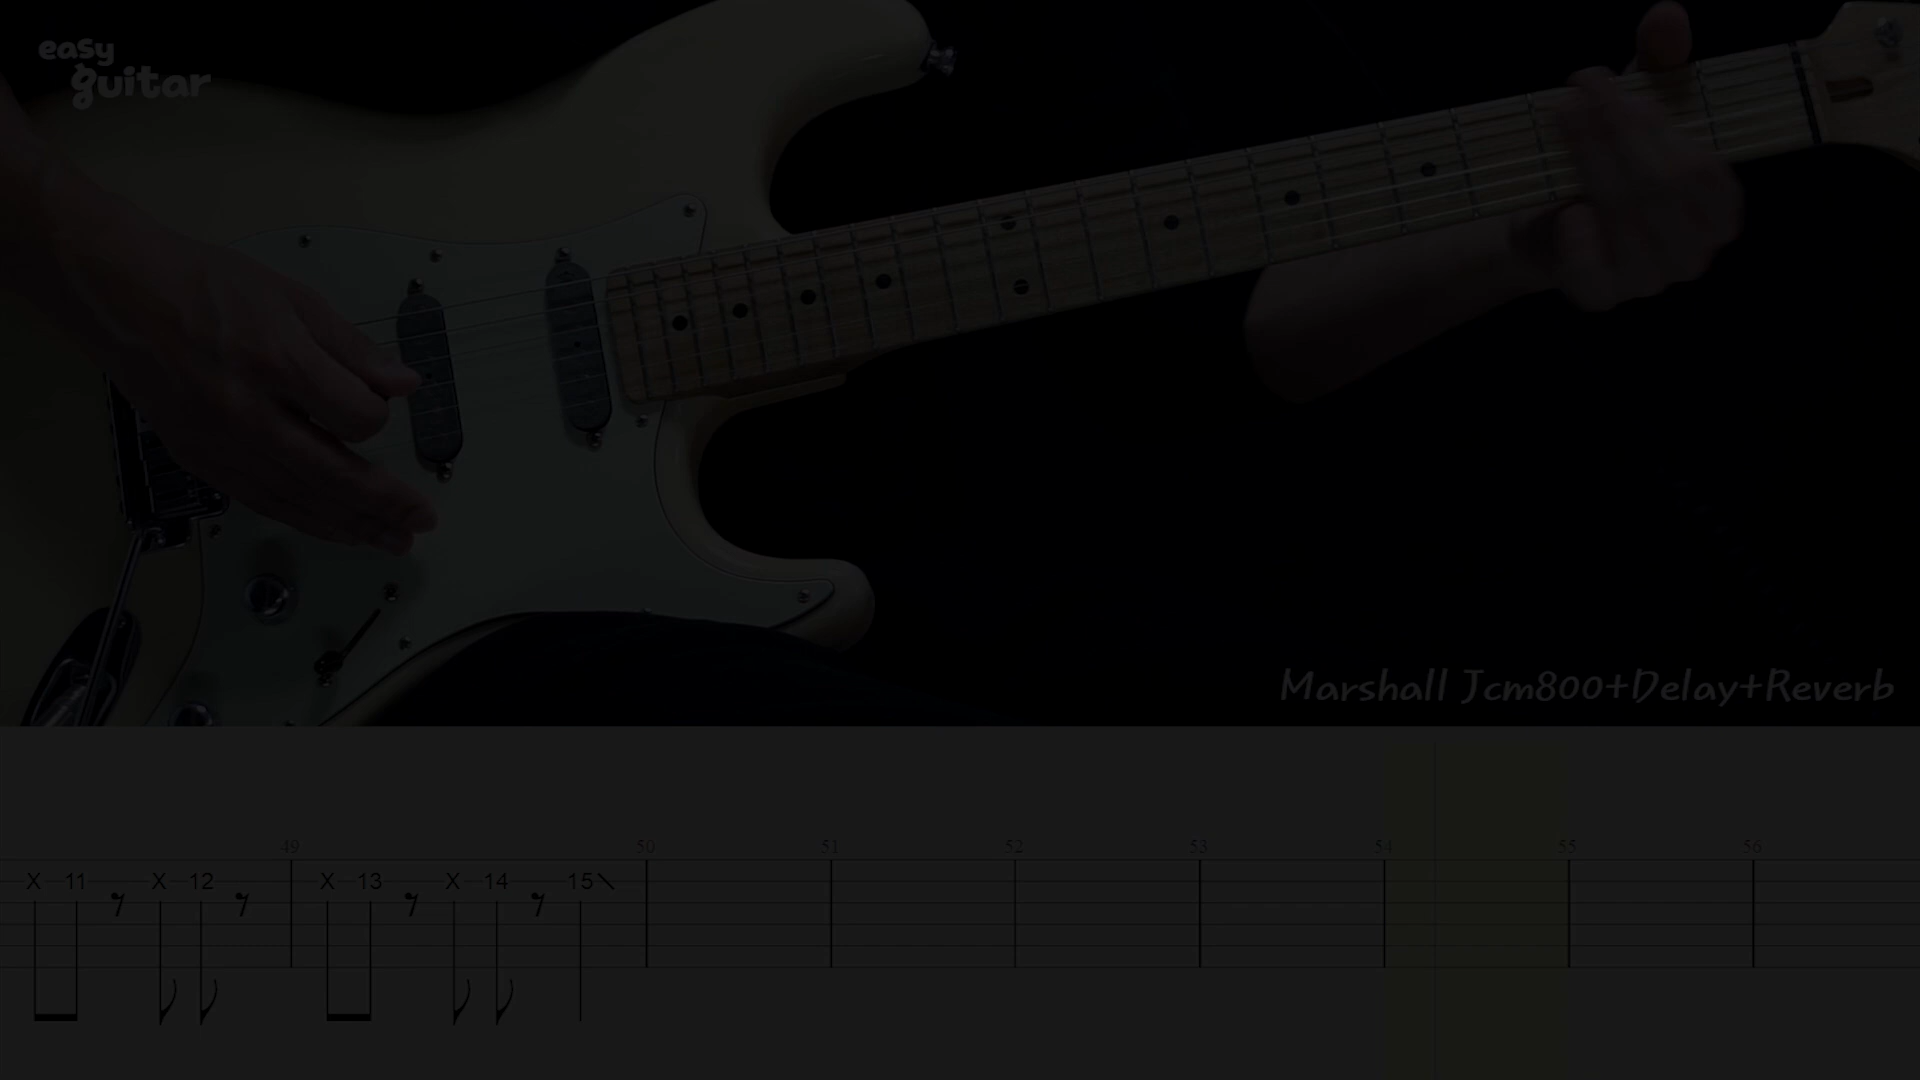 easy
guitar
Marshall Jcm800+Delay+Reverb
49 50 51 52 53 54 55 56
X 11 X 12 X 13 X 14 15